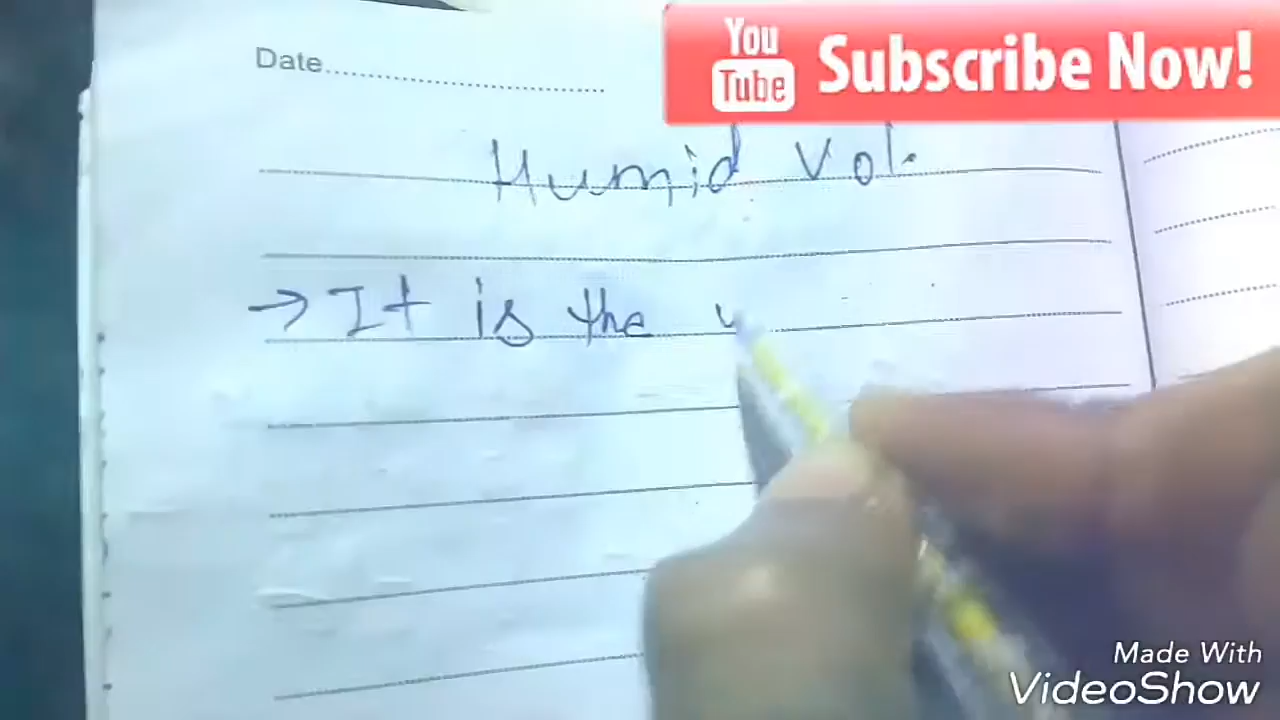 You Tube Subscribe Now!
Date
Humid Vol.
→ It is the
Made With
VideoShow